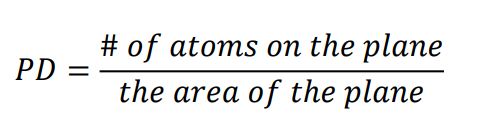 PD = # of atoms on the plane
the area of the plane